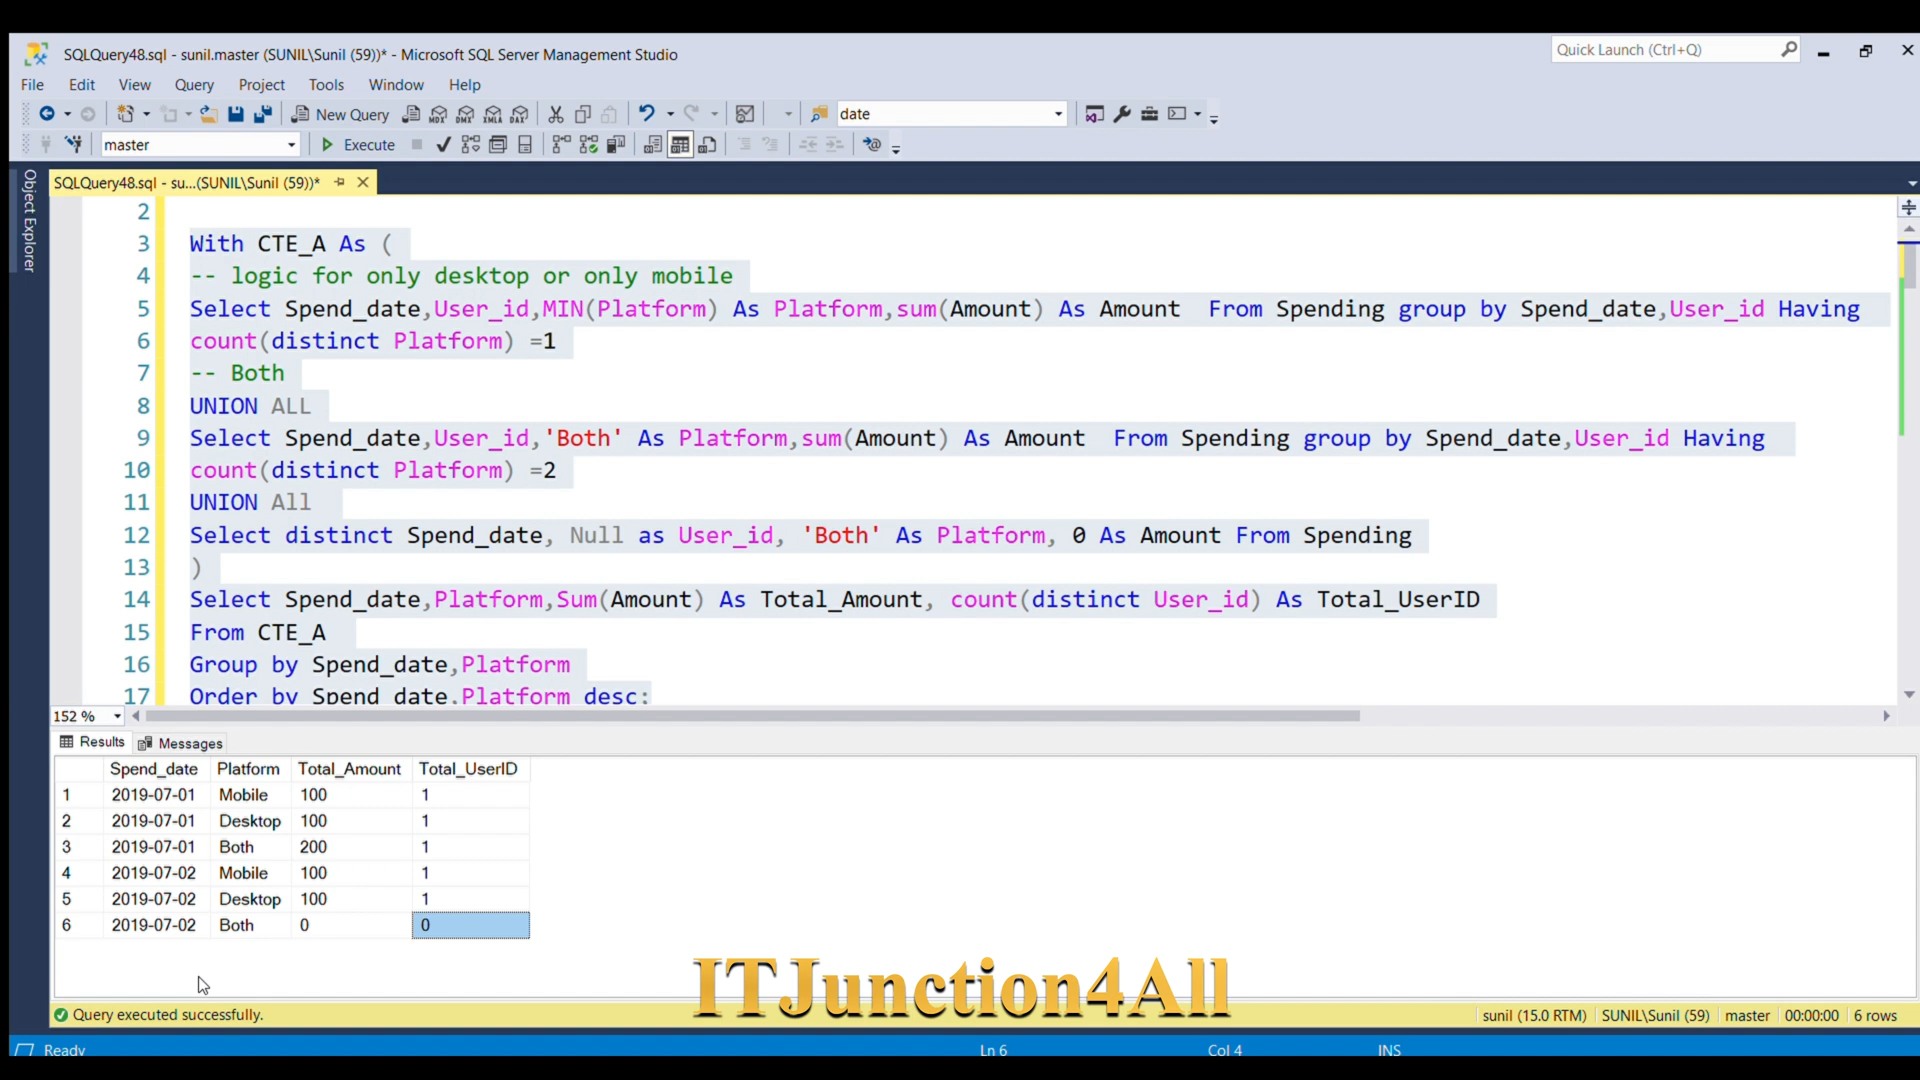 SQLQuery48.sql - sunil.master (SUNIL\Sunil (59))* - Microsoft SQL Server Management Studio
Quick Launch (Ctrl+Q)
File Edit View Query Project Tools Window Help
New Query MDX DMX XMLA DAX date
master Execute
Object Explorer
SQLQuery48.sql - su...(SUNIL\Sunil (59))*
2
3 With CTE_A As (
4 -- logic for only desktop or only mobile
5 Select Spend_date,User_id,MIN(Platform) As Platform,sum(Amount) As Amount From Spending group by Spend_date,User_id Having
6 count(distinct Platform) =1
7 -- Both
8 UNION ALL
9 Select Spend_date,User_id,'Both' As Platform,sum(Amount) As Amount From Spending group by Spend_date,User_id Having
10 count(distinct Platform) =2
11 UNION All
12 Select distinct Spend_date, Null as User_id, 'Both' As Platform, 0 As Amount From Spending
13 )
14 Select Spend_date,Platform,Sum(Amount) As Total_Amount, count(distinct User_id) As Total_UserID
15 From CTE_A
16 Group by Spend_date,Platform
17 Order by Spend_date,Platform desc;
152 %
Results Messages
Spend_date Platform Total_Amount Total_UserID
1 2019-07-01 Mobile 100 1
2 2019-07-01 Desktop 100 1
3 2019-07-01 Both 200 1
4 2019-07-02 Mobile 100 1
5 2019-07-02 Desktop 100 1
6 2019-07-02 Both 0 0
ITJunction4All
Query executed successfully. sunil (15.0 RTM) SUNIL\Sunil (59) master 00:00:00 6 rows
Ready Ln 6 Col 4 INS